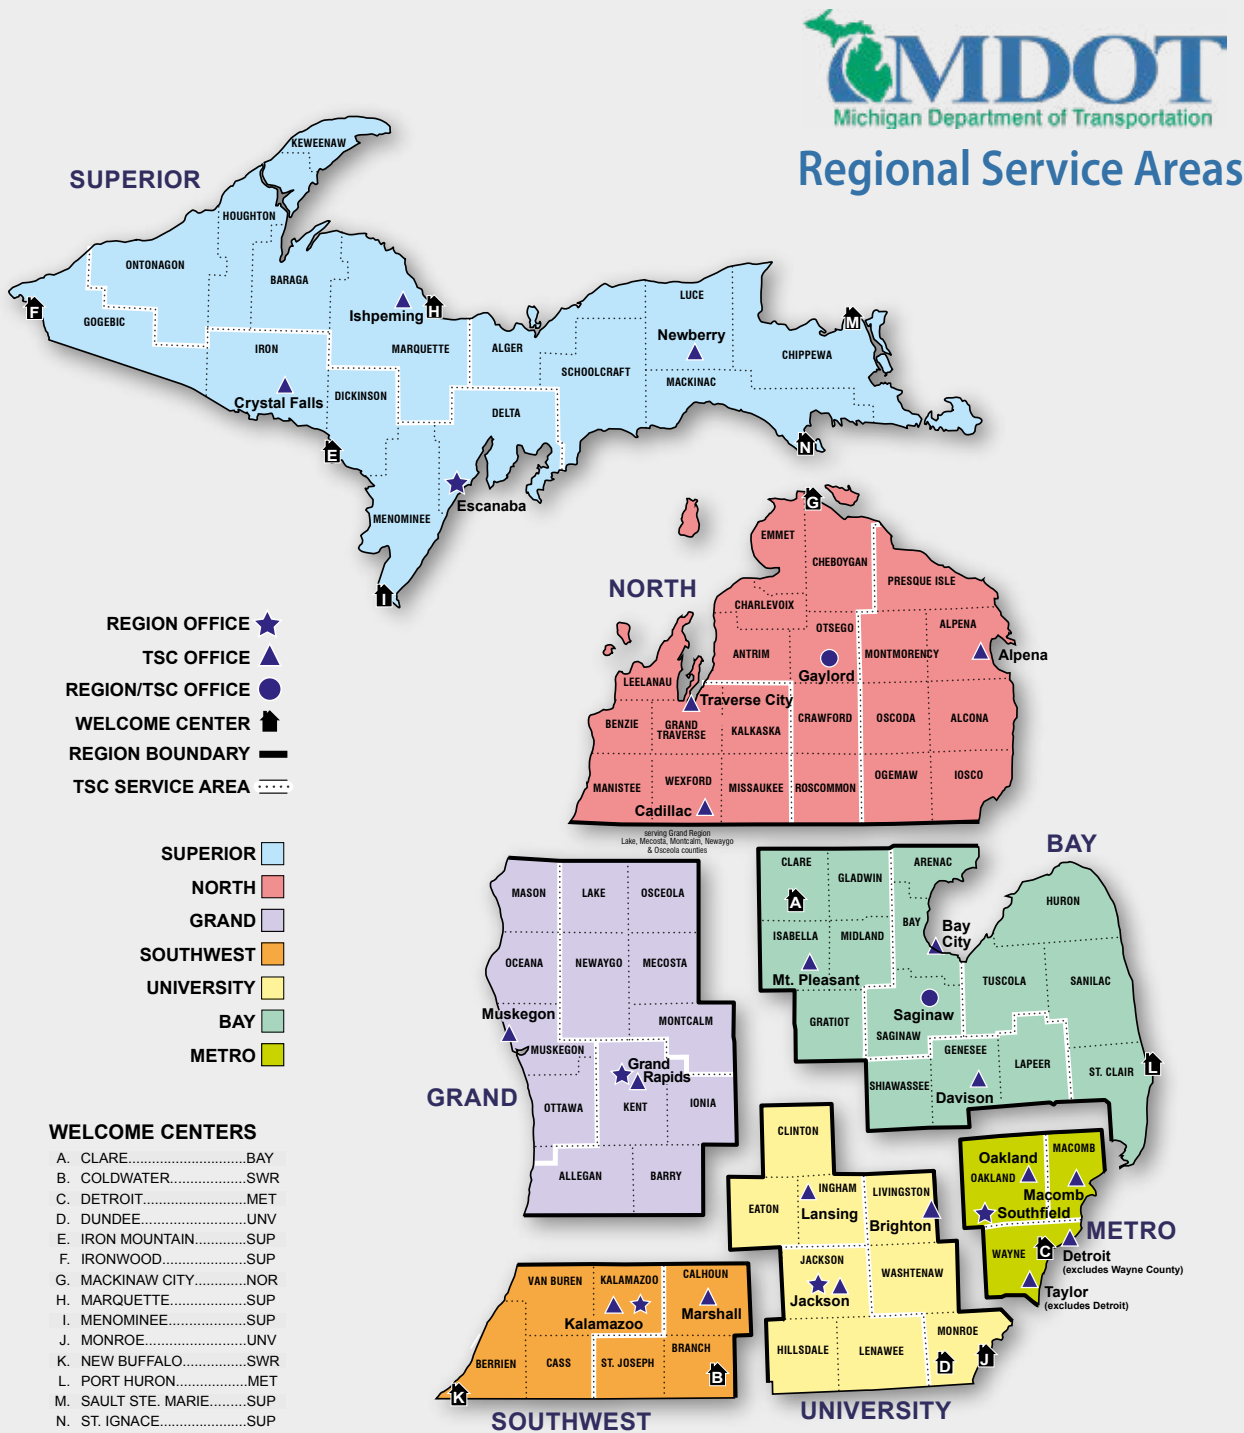 MDOT
Michigan Department of Transportation
Regional Service Areas
SUPERIOR
KEWEENAW
HOUGHTON
ONTONAGON
BARAGA
GOGEBIC
F
Ishpeming
H
MARQUETTE
IRON
Crystal Falls
DICKINSON
E
ALGER
SCHOOLCRAFT
LUCE
Newberry
MACKINAC
CHIPPEWA
M
N
DELTA
Escanaba
MENOMINEE
I
REGION OFFICE
TSC OFFICE
REGION/TSC OFFICE
WELCOME CENTER
REGION BOUNDARY
TSC SERVICE AREA
SUPERIOR
NORTH
GRAND
SOUTHWEST
UNIVERSITY
BAY
METRO
NORTH
G
EMMET
CHEBOYGAN
PRESQUE ISLE
CHARLEVOIX
OTSEGO
ALPENA
ANTRIM
MONTMORENCY
Alpena
Gaylord
LEELANAU
Traverse City
BENZIE
GRAND
TRAVERSE
KALKASKA
CRAWFORD
OSCODA
ALCONA
MANISTEE
WEXFORD
MISSAUKEE
ROSCOMMON
OGEMAW
IOSCO
Cadillac
serving Grand Region
Lake, Mecosta, Montcalm, Newaygo
& Osceola counties
BAY
CLARE
GLADWIN
ARENAC
HURON
A
ISABELLA
MIDLAND
BAY
Bay
City
Mt. Pleasant
TUSCOLA
SANILAC
GRATIOT
Saginaw
SAGINAW
GENESEE
LAPEER
ST. CLAIR
L
SHIAWASSEE
Davison
GRAND
MASON
LAKE
OSCEOLA
OCEANA
NEWAYGO
MECOSTA
Muskegon
MONTCALM
MUSKEGON
Grand
Rapids
OTTAWA
KENT
IONIA
ALLEGAN
BARRY
CLINTON
EATON
INGHAM
Lansing
LIVINGSTON
Brighton
JACKSON
Jackson
WASHTENAW
HILLSDALE
LENAWEE
MONROE
D
J
UNIVERSITY
Oakland
OAKLAND
MACOMB
Macomb
Southfield
METRO
WAYNE
C
Detroit
(excludes Wayne County)
Taylor
(excludes Detroit)
VAN BUREN
KALAMAZOO
CALHOUN
Kalamazoo
Marshall
BERRIEN
CASS
ST. JOSEPH
BRANCH
B
K
SOUTHWEST
WELCOME CENTERS
A. CLARE..............................BAY
B. COLDWATER...................SWR
C. DETROIT..........................MET
D. DUNDEE...........................UNV
E. IRON MOUNTAIN.............SUP
F. IRONWOOD.....................SUP
G. MACKINAW CITY.............NOR
H. MARQUETTE...................SUP
I. MENOMINEE....................SUP
J. MONROE..........................UNV
K. NEW BUFFALO................SWR
L. PORT HURON..................MET
M. SAULT STE. MARIE.........SUP
N. ST. IGNACE......................SUP